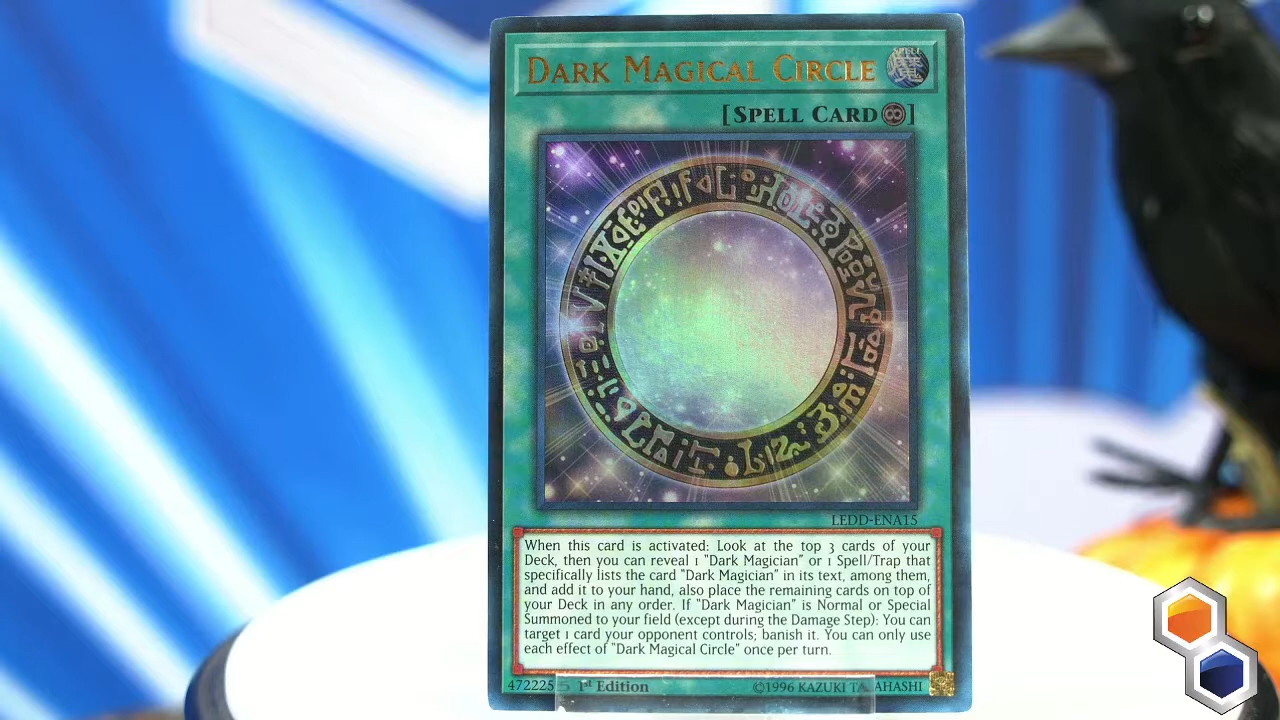 DARK MAGICAL CIRCLE
SPELL
魔
[SPELL CARD]
LEDD-ENA15
When this card is activated: Look at the top 3 cards of your
Deck, then you can reveal 1 "Dark Magician" or 1 Spell/Trap that
specifically lists the card "Dark Magician" in its text, among them,
and add it to your hand, also place the remaining cards on top of
your Deck in any order. If "Dark Magician" is Normal or Special
Summoned to your field (except during the Damage Step): You can
target 1 card your opponent controls; banish it. You can only use
each effect of "Dark Magical Circle" once per turn.
472225 1st Edition ©1996 KAZUKI TAKAHASHI